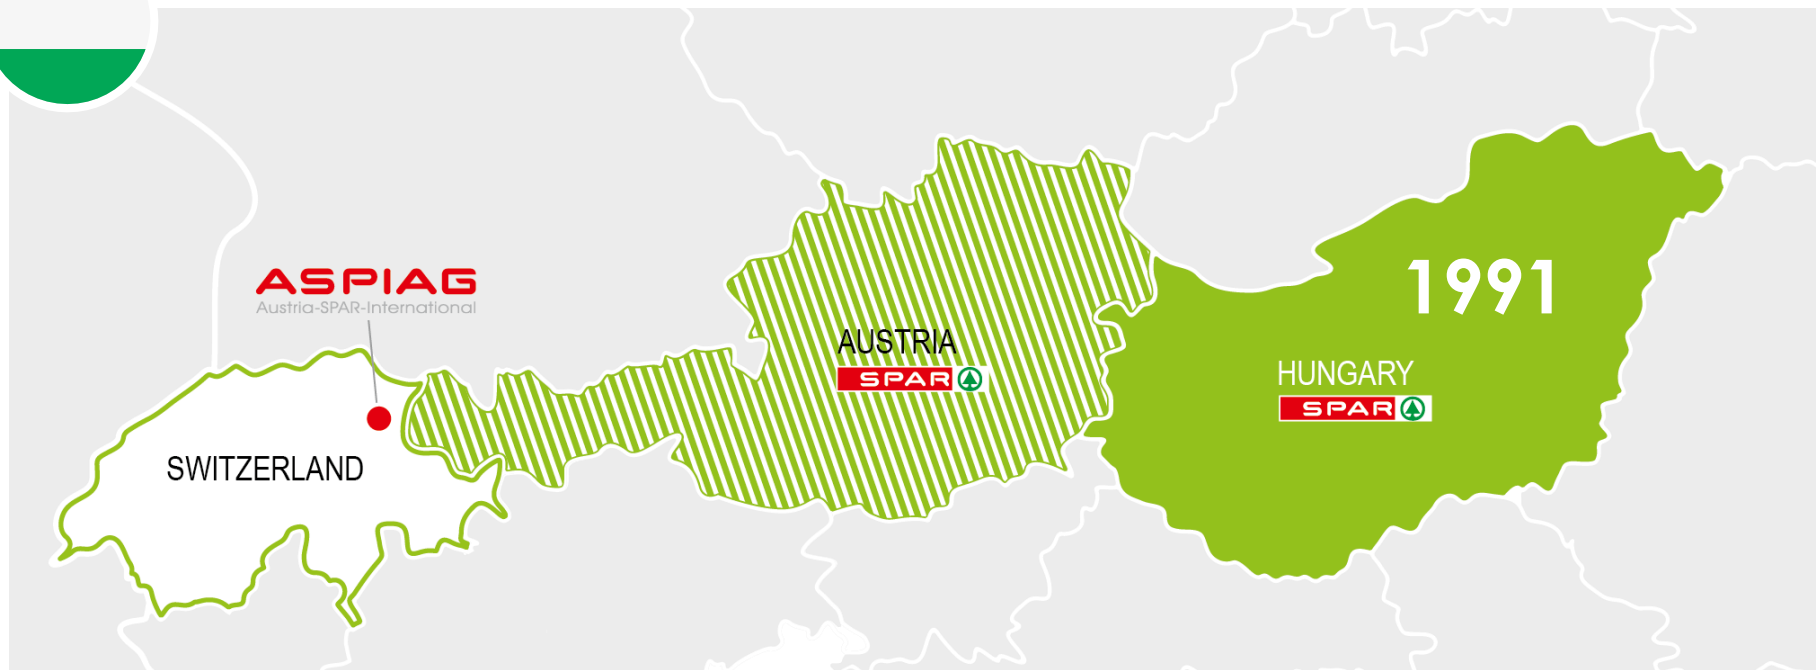 ASPIAG
Austria-SPAR-International
SWITZERLAND
AUSTRIA
SPAR
1991
HUNGARY
SPAR